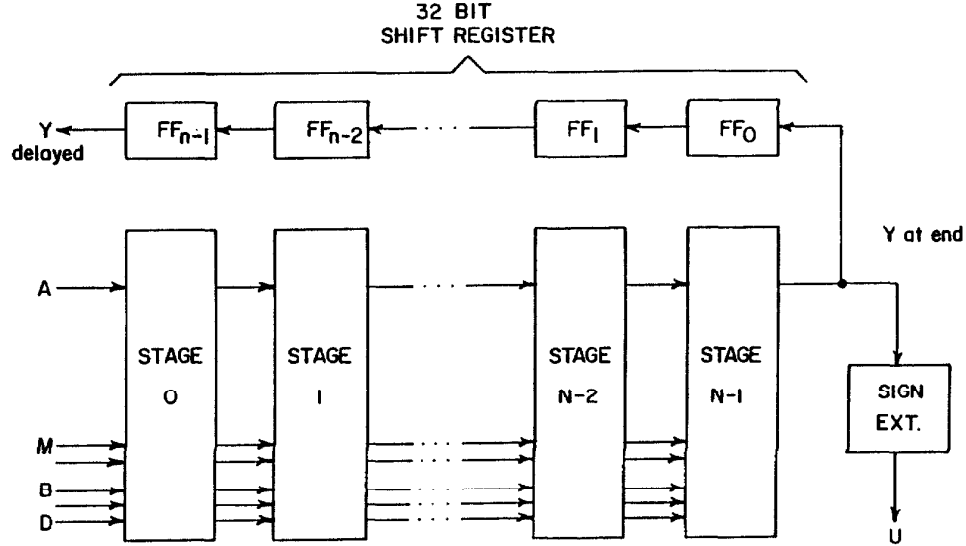 32 BIT
SHIFT REGISTER
Y
delayed
FFn-1
FFn-2
FF1
FF0
Y at end
A
STAGE
0
STAGE
1
STAGE
N-2
STAGE
N-1
SIGN
EXT.
M
B
D
U